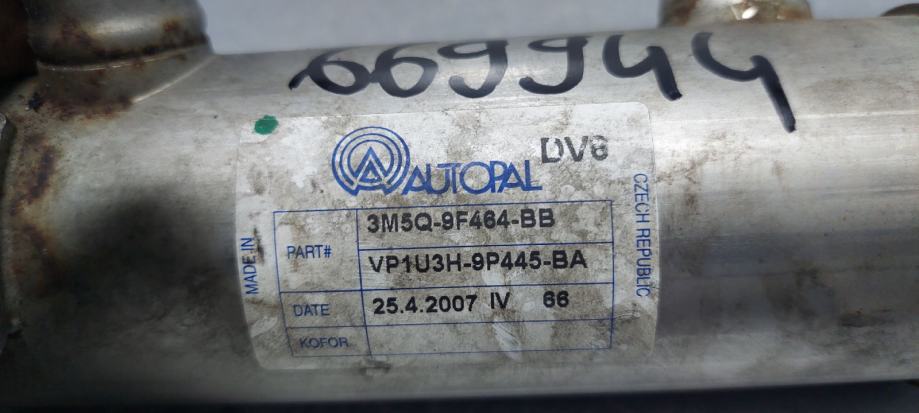 669944
DV6
AUTOPAL
MADE IN
CZECH REPUBLIC
PART# 3M5Q-9F464-BB
VP1U3H-9P445-BA
DATE 25.4.2007 IV 66
KOFOR